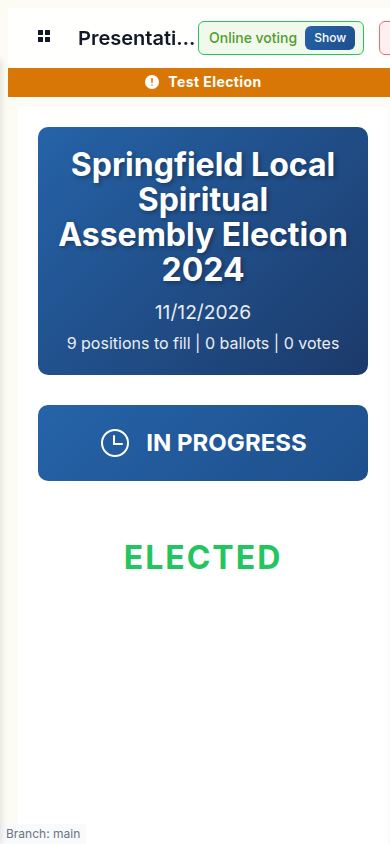 Presentati...
Online voting
Show
Test Election
Springfield Local
Spiritual
Assembly Election
2024
11/12/2026
9 positions to fill | 0 ballots | 0 votes
IN PROGRESS
ELECTED
Branch: main